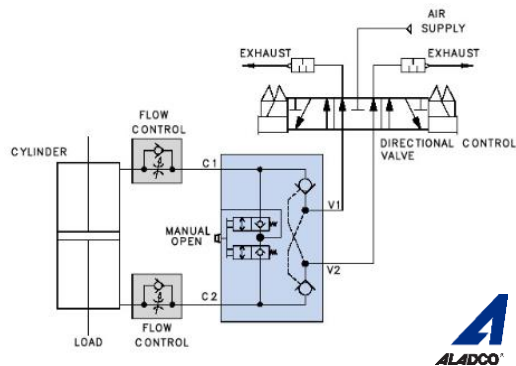 AIR
SUPPLY
EXHAUST
EXHAUST
FLOW
CONTROL
DIRECTIONAL CONTROL
VALVE
CYLINDER
C1
V1
MANUAL
OPEN
V2
C2
FLOW
CONTROL
LOAD
ALADCO